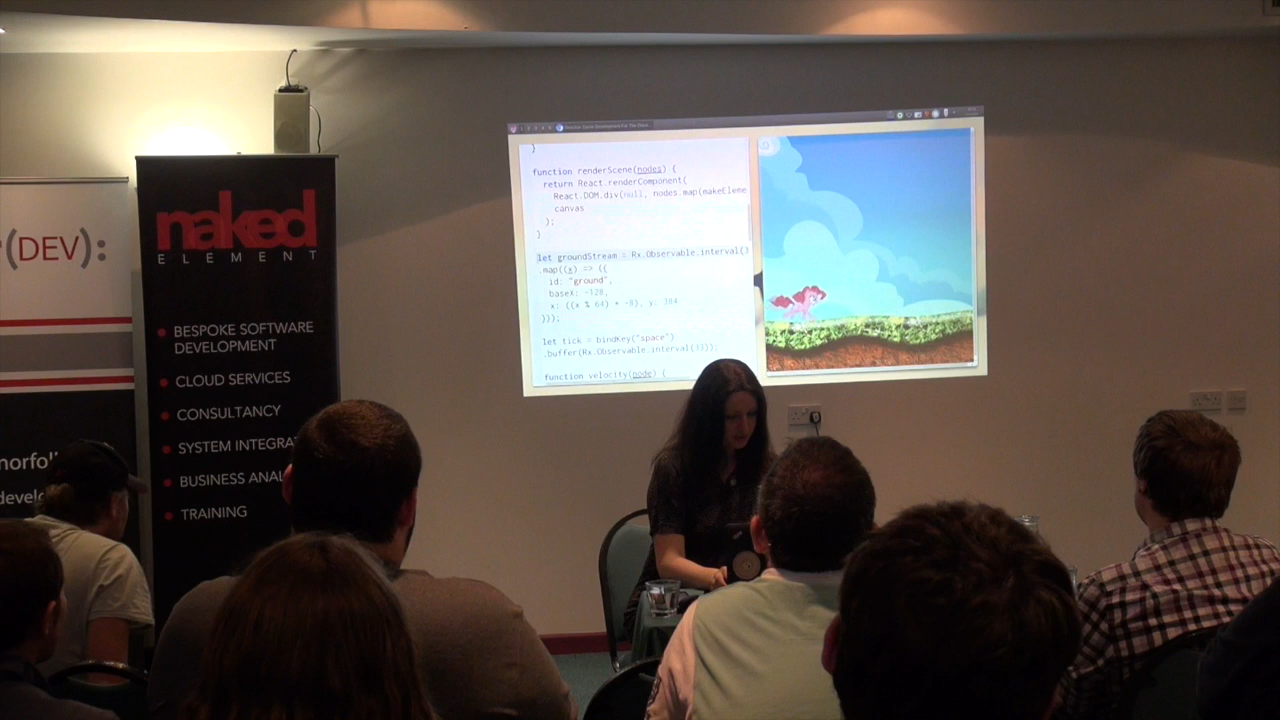 (DEV):
norfol
develo
naked
ELEMENT
BESPOKE SOFTWARE
DEVELOPMENT
CLOUD SERVICES
CONSULTANCY
SYSTEM INTEGRA
BUSINESS ANAL
TRAINING
}
function renderScene(nodes) {
return React.renderComponent(
React.DOM.div(null, nodes.map(makeEleme
canvas
);
}
let groundStream = Rx.Observable.interval(3
.map((x) => ({
id: "ground",
baseX: -128,
x: ((x % 64) * -8), y: 384
}));
let tick = bindKey("space")
.buffer(Rx.Observable.interval(33));
function velocity(node) {